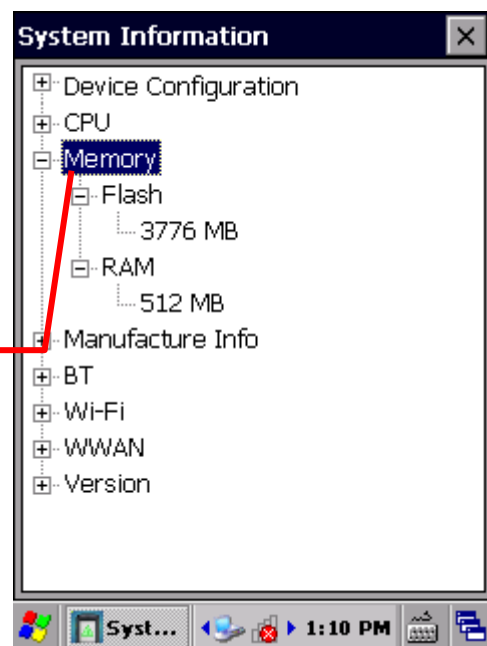 System Information
Device Configuration
CPU
Memory
Flash
3776 MB
RAM
512 MB
Manufacture Info
BT
Wi-Fi
WWAN
Version
Syst... 1:10 PM